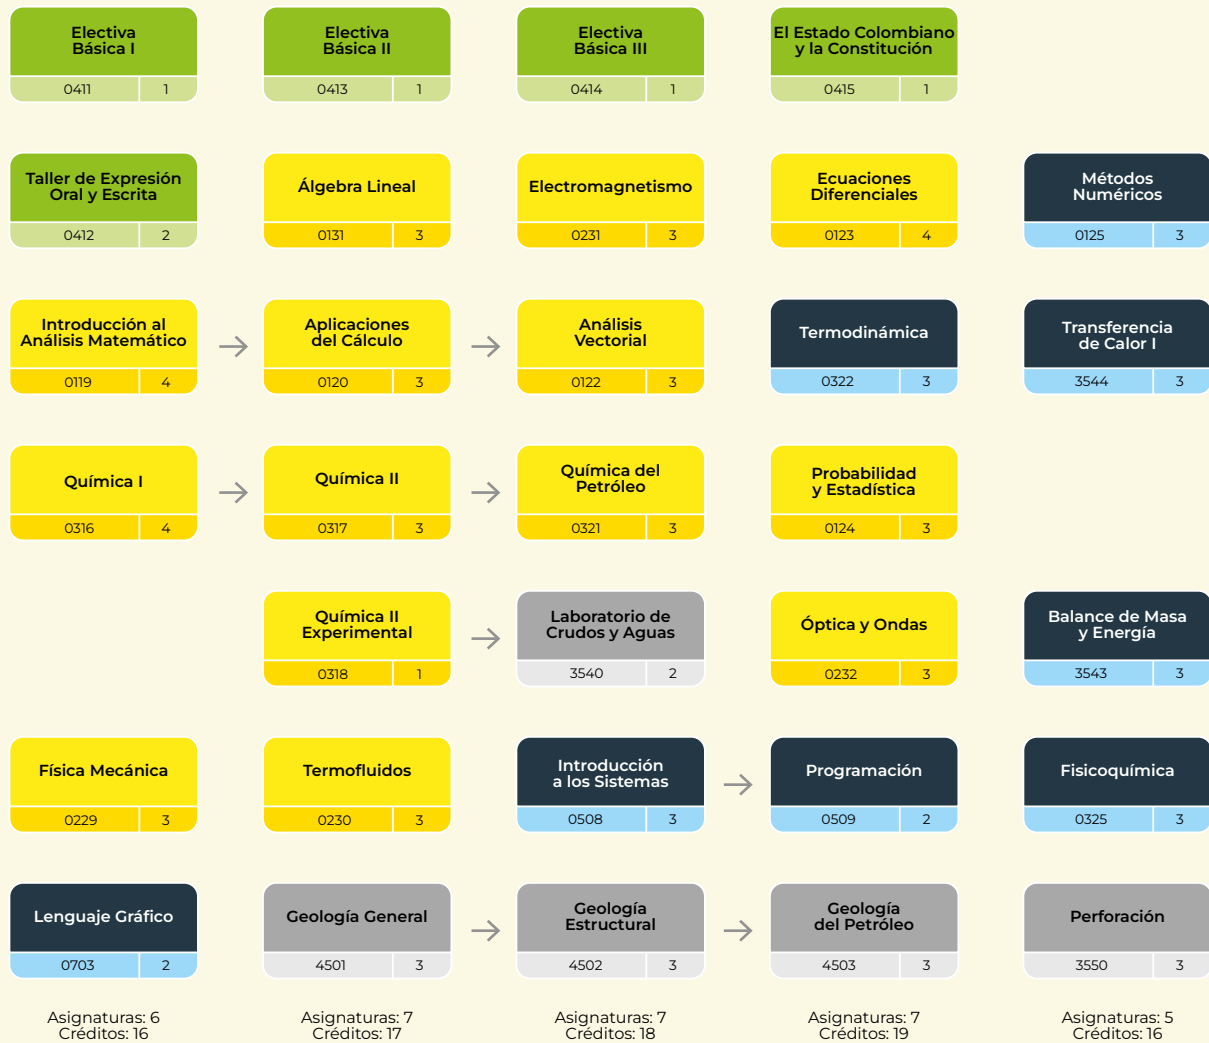 Electiva
Básica I
0411 1
Electiva
Básica II
0413 1
Electiva
Básica III
0414 1
El Estado Colombiano
y la Constitución
0415 1
Taller de Expresión
Oral y Escrita
0412 2
Álgebra Lineal
0131 3
Electromagnetismo
0231 3
Ecuaciones
Diferenciales
0123 4
Métodos
Numéricos
0125 3
Introducción al
Análisis Matemático
0119 4
Aplicaciones
del Cálculo
0120 3
Análisis
Vectorial
0122 3
Termodinámica
0322 3
Transferencia
de Calor I
3544 3
Química I
0316 4
Química II
0317 3
Química del
Petróleo
0321 3
Probabilidad
y Estadística
0124 3
Química II
Experimental
0318 1
Laboratorio de
Crudos y Aguas
3540 2
Óptica y Ondas
0232 3
Balance de Masa
y Energía
3543 3
Física Mecánica
0229 3
Termofluidos
0230 3
Introducción
a los Sistemas
0508 3
Programación
0509 2
Fisicoquímica
0325 3
Lenguaje Gráfico
0703 2
Geología General
4501 3
Geología
Estructural
4502 3
Geología
del Petróleo
4503 3
Perforación
3550 3
Asignaturas: 6
Créditos: 16
Asignaturas: 7
Créditos: 17
Asignaturas: 7
Créditos: 18
Asignaturas: 7
Créditos: 19
Asignaturas: 5
Créditos: 16